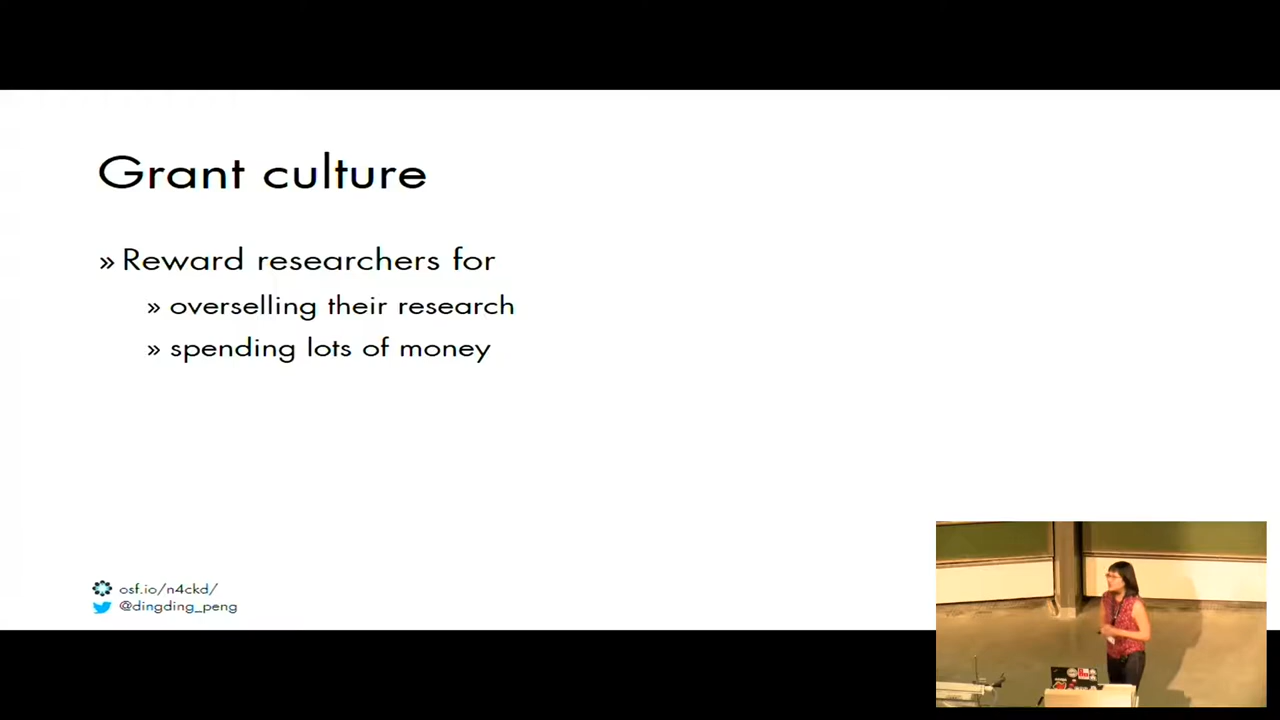 Grant culture
» Reward researchers for
» overselling their research
» spending lots of money
osf.io/n4ckd/
@dingding_peng